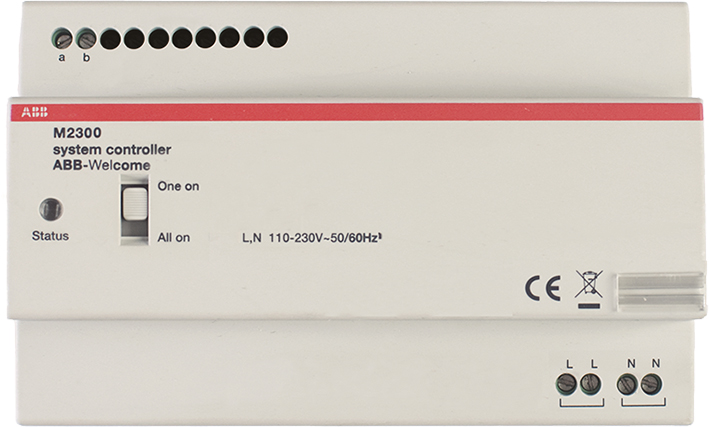 a b
ABB
M2300
system controller
ABB-Welcome
One on
Status
All on
L,N 110-230V~50/60Hz
CE
L L N N